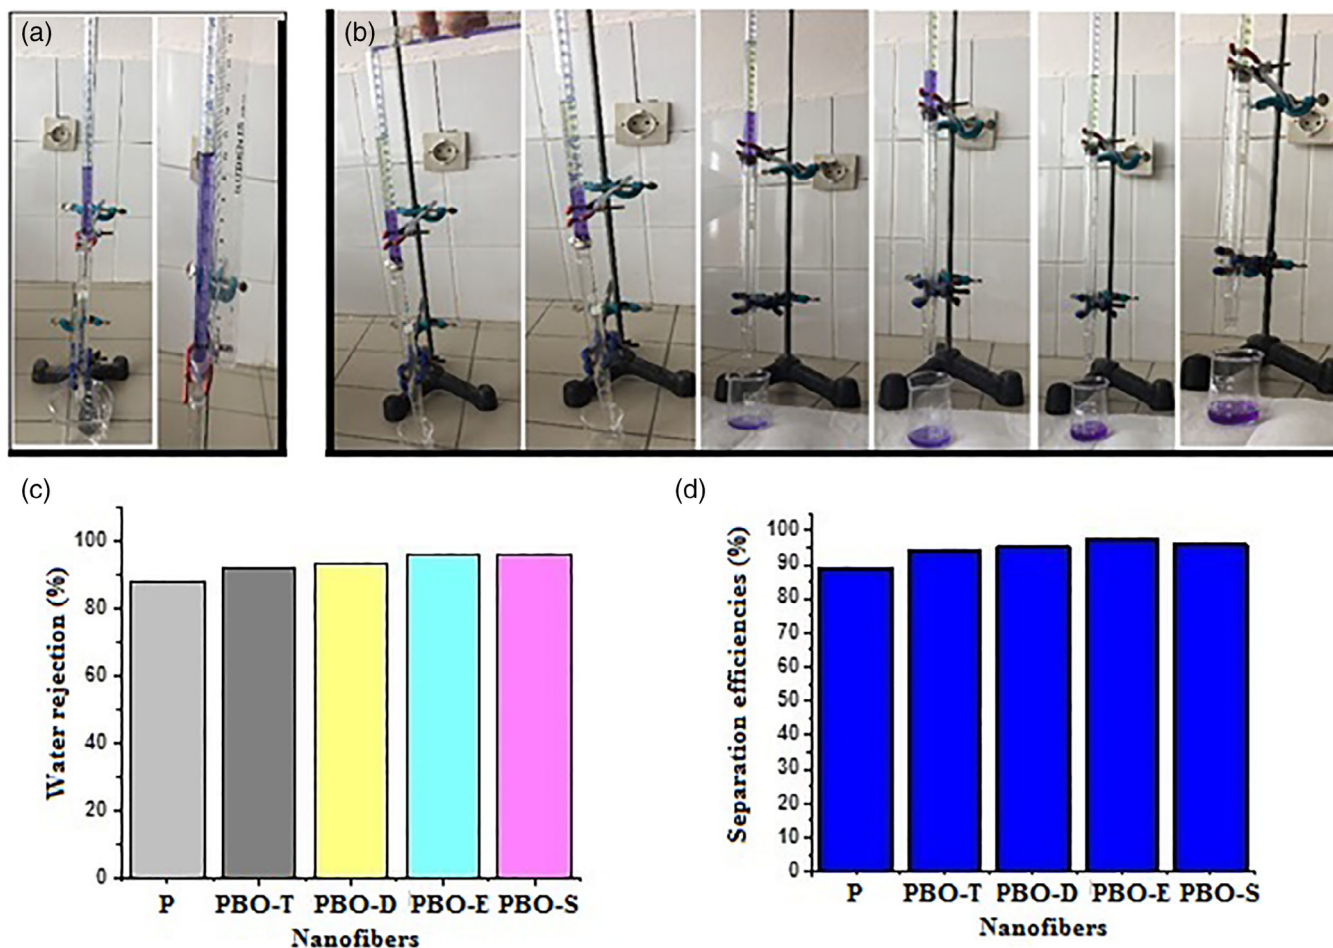 (a)
(b)
(c)
Water rejection (%)
100
80
60
40
20
0
P PBO-T PBO-D PBO-E PBO-S
Nanofibers
(d)
Separation efficiencies (%)
100
90
80
70
60
50
40
30
20
10
0
P PBO-T PBO-D PBO-E PBO-S
Nanofibers